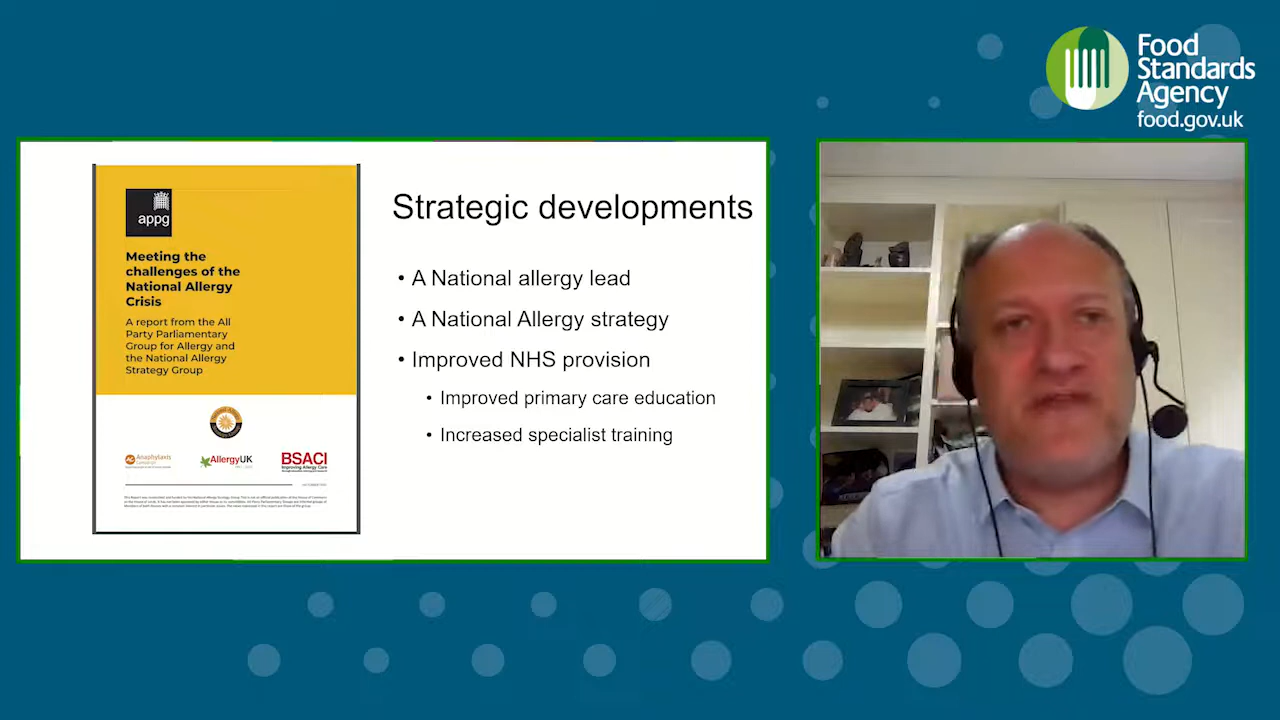 Food
Standards
Agency
food.gov.uk
appg
Meeting the
challenges of the
National Allergy
Crisis
A report from the All
Party Parliamentary
Group for Allergy and
the National Allergy
Strategy Group
Anaphylaxis
AllergyUK
BSACI
Improving Allergy Care
Strategic developments
• A National allergy lead
• A National Allergy strategy
• Improved NHS provision
• Improved primary care education
• Increased specialist training